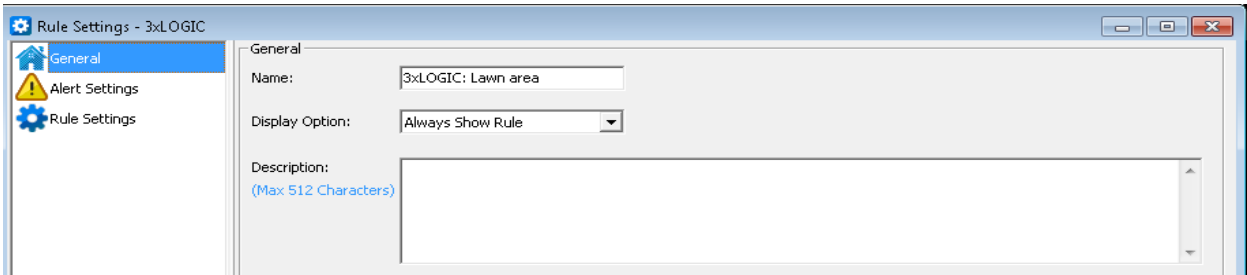 Rule Settings - 3xLOGIC
General
Alert Settings
Rule Settings
General
Name: 3xLOGIC: Lawn area
Display Option: Always Show Rule
Description:
(Max 512 Characters)